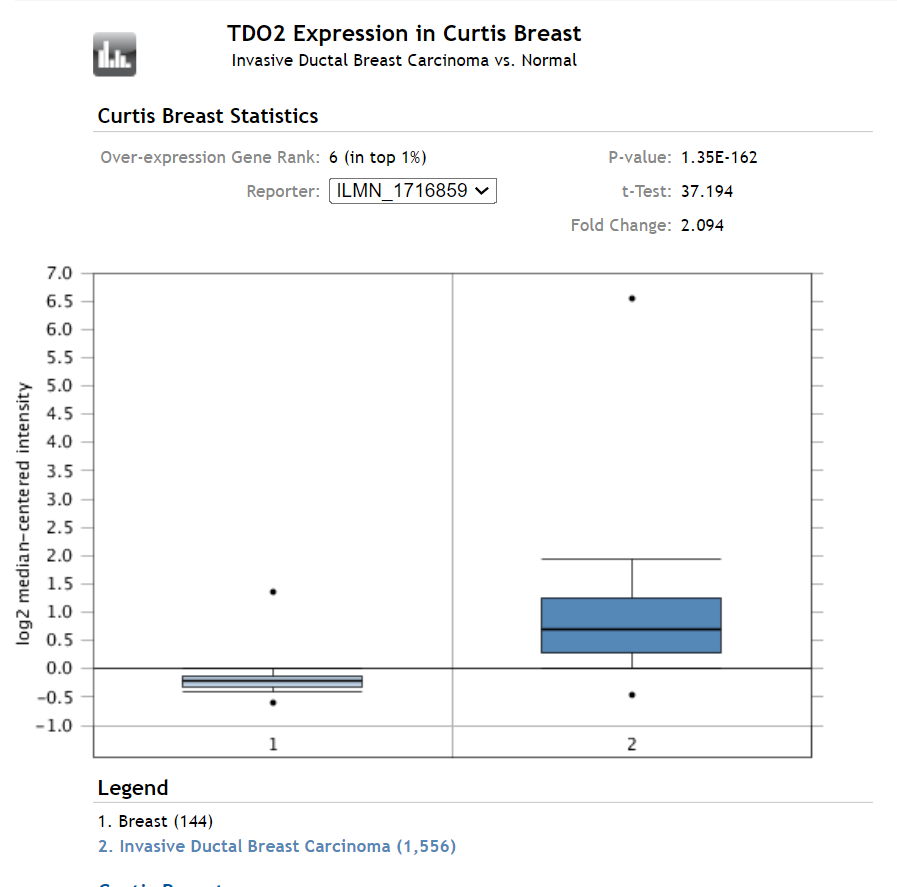 TDO2 Expression in Curtis Breast
Invasive Ductal Breast Carcinoma vs. Normal
Curtis Breast Statistics
Over-expression Gene Rank: 6 (in top 1%)
P-value: 1.35E-162
Reporter: ILMN_1716859
t-Test: 37.194
Fold Change: 2.094
log2 median-centered intensity
7.0
6.5
6.0
5.5
5.0
4.5
4.0
3.5
3.0
2.5
2.0
1.5
1.0
0.5
0.0
-0.5
-1.0
1
2
Legend
1. Breast (144)
2. Invasive Ductal Breast Carcinoma (1,556)